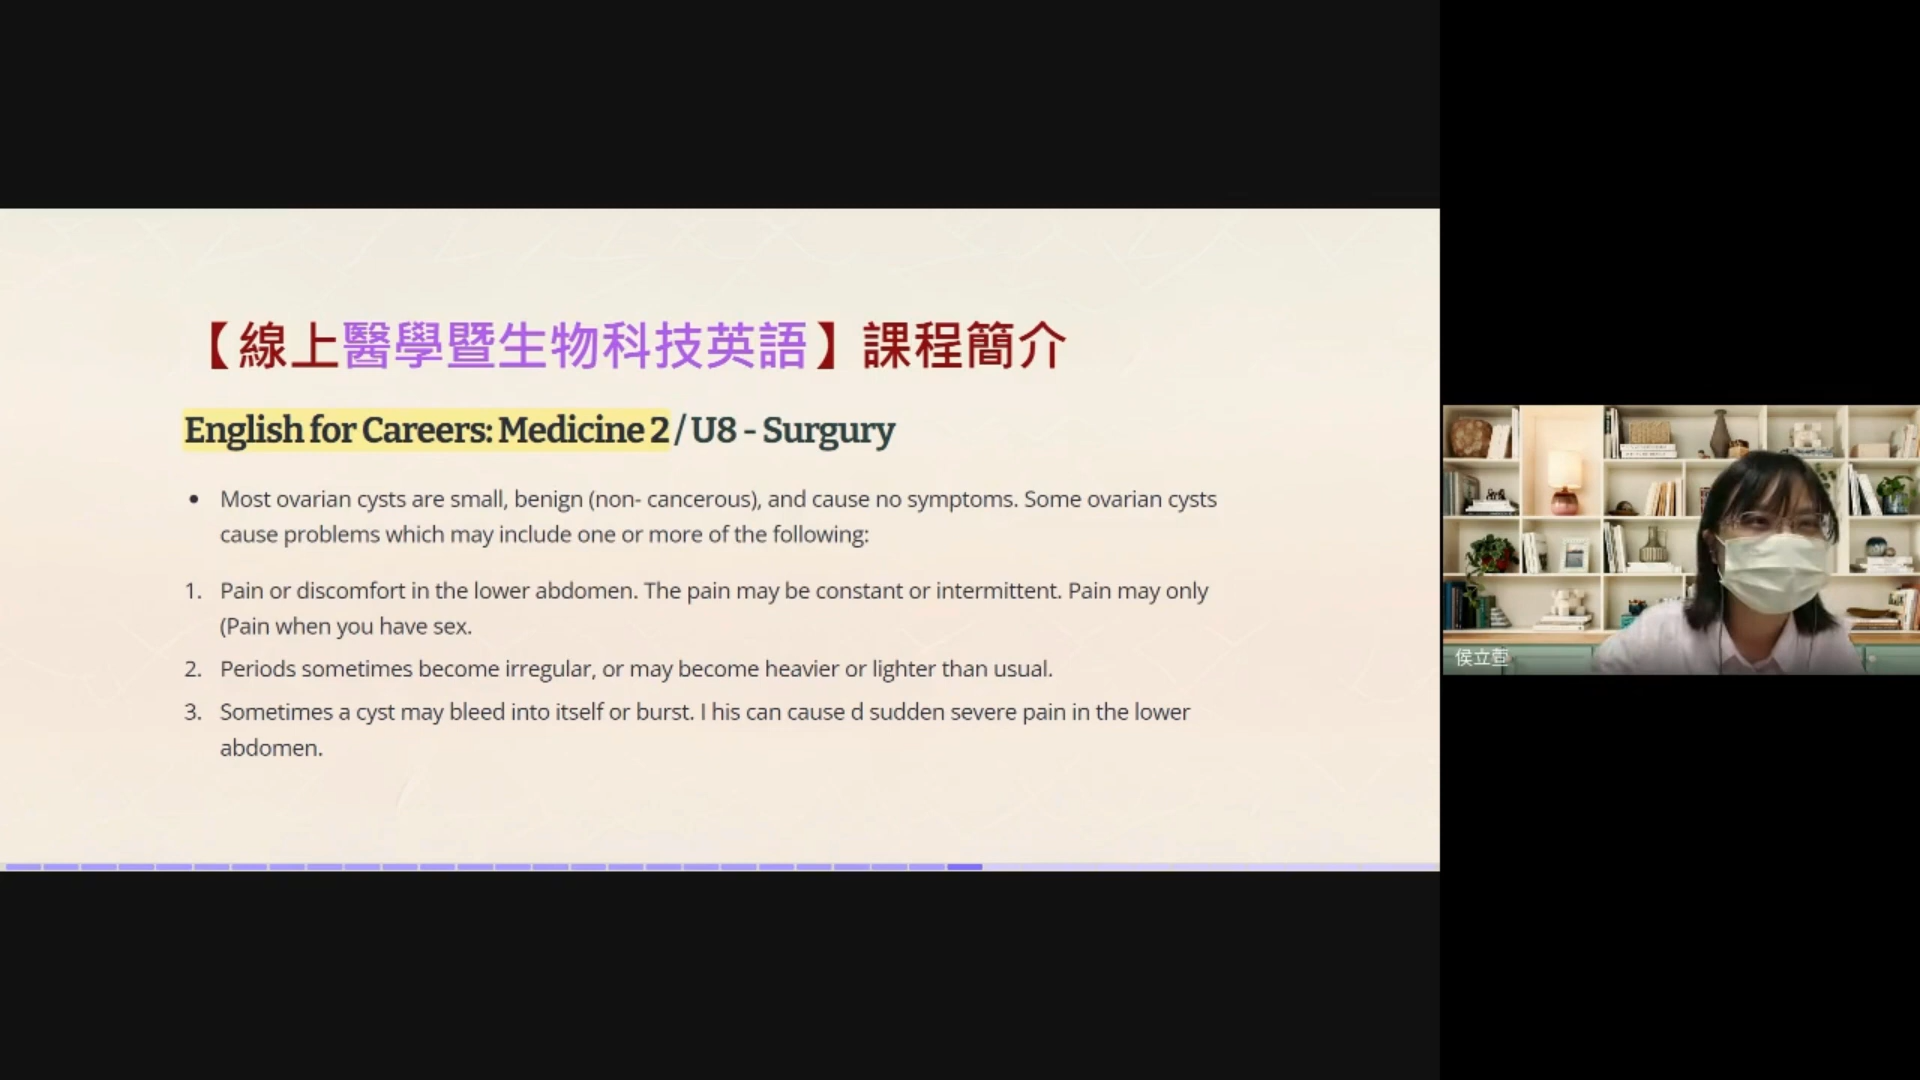 【線上醫學暨生物科技英語】課程簡介
English for Careers: Medicine 2 / U8 - Surgury
• Most ovarian cysts are small, benign (non- cancerous), and cause no symptoms. Some ovarian cysts
cause problems which may include one or more of the following:
1. Pain or discomfort in the lower abdomen. The pain may be constant or intermittent. Pain may only
(Pain when you have sex.
2. Periods sometimes become irregular, or may become heavier or lighter than usual.
3. Sometimes a cyst may bleed into itself or burst. I his can cause d sudden severe pain in the lower
abdomen.
侯立萱